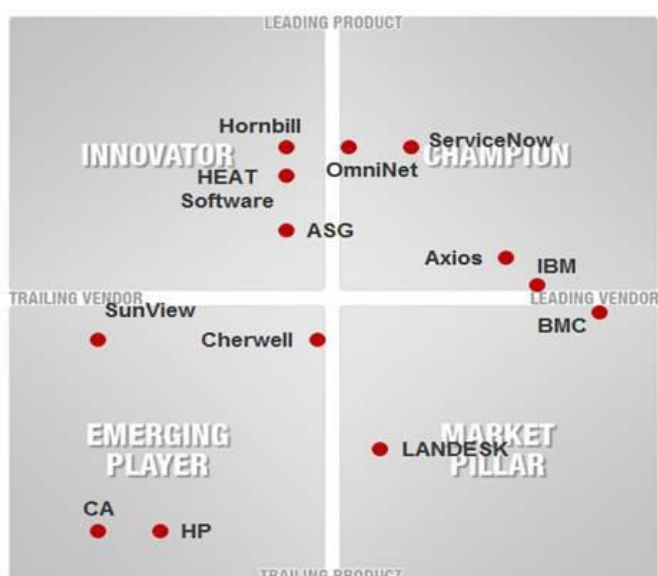 LEADING PRODUCT
Hornbill
INNOVATOR
HEAT
Software
ASG
ServiceNow
CHAMPION
OmniNet
Axios
IBM
TRAILING VENDOR
LEADING VENDOR
SunView
Cherwell
BMC
EMERGING
PLAYER
CA
HP
MARKET
PILLAR
LANDESK
TRAILING PRODUCT